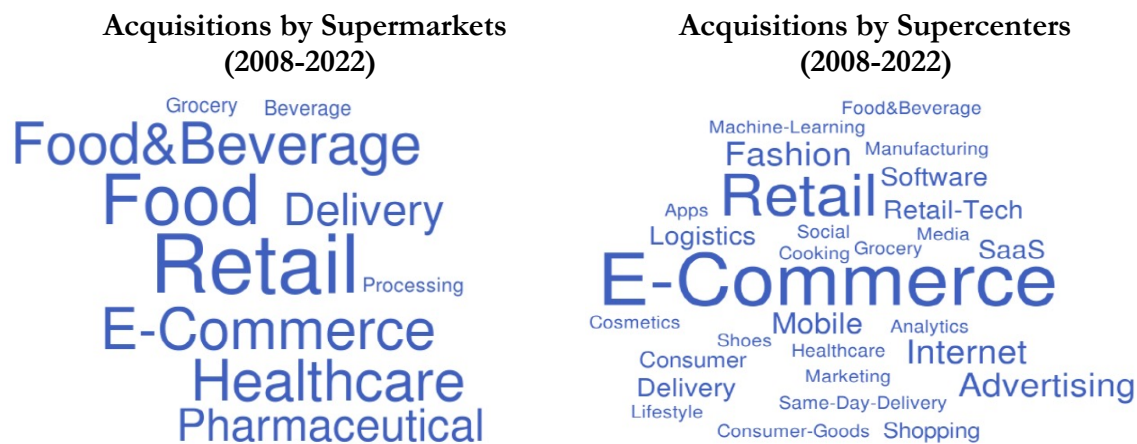 Acquisitions by Supermarkets
(2008-2022)
Grocery Beverage
Food&Beverage
Food Delivery
Retail Processing
E-Commerce
Healthcare
Pharmaceutical
Acquisitions by Supercenters
(2008-2022)
Food&Beverage
Machine-Learning
Fashion Manufacturing
Retail Software
Apps Retail-Tech
Logistics Social Media
Cooking Grocery SaaS
E-Commerce
Cosmetics Mobile Analytics
Shoes Healthcare Internet
Consumer
Delivery Marketing Advertising
Lifestyle Same-Day-Delivery
Consumer-Goods Shopping